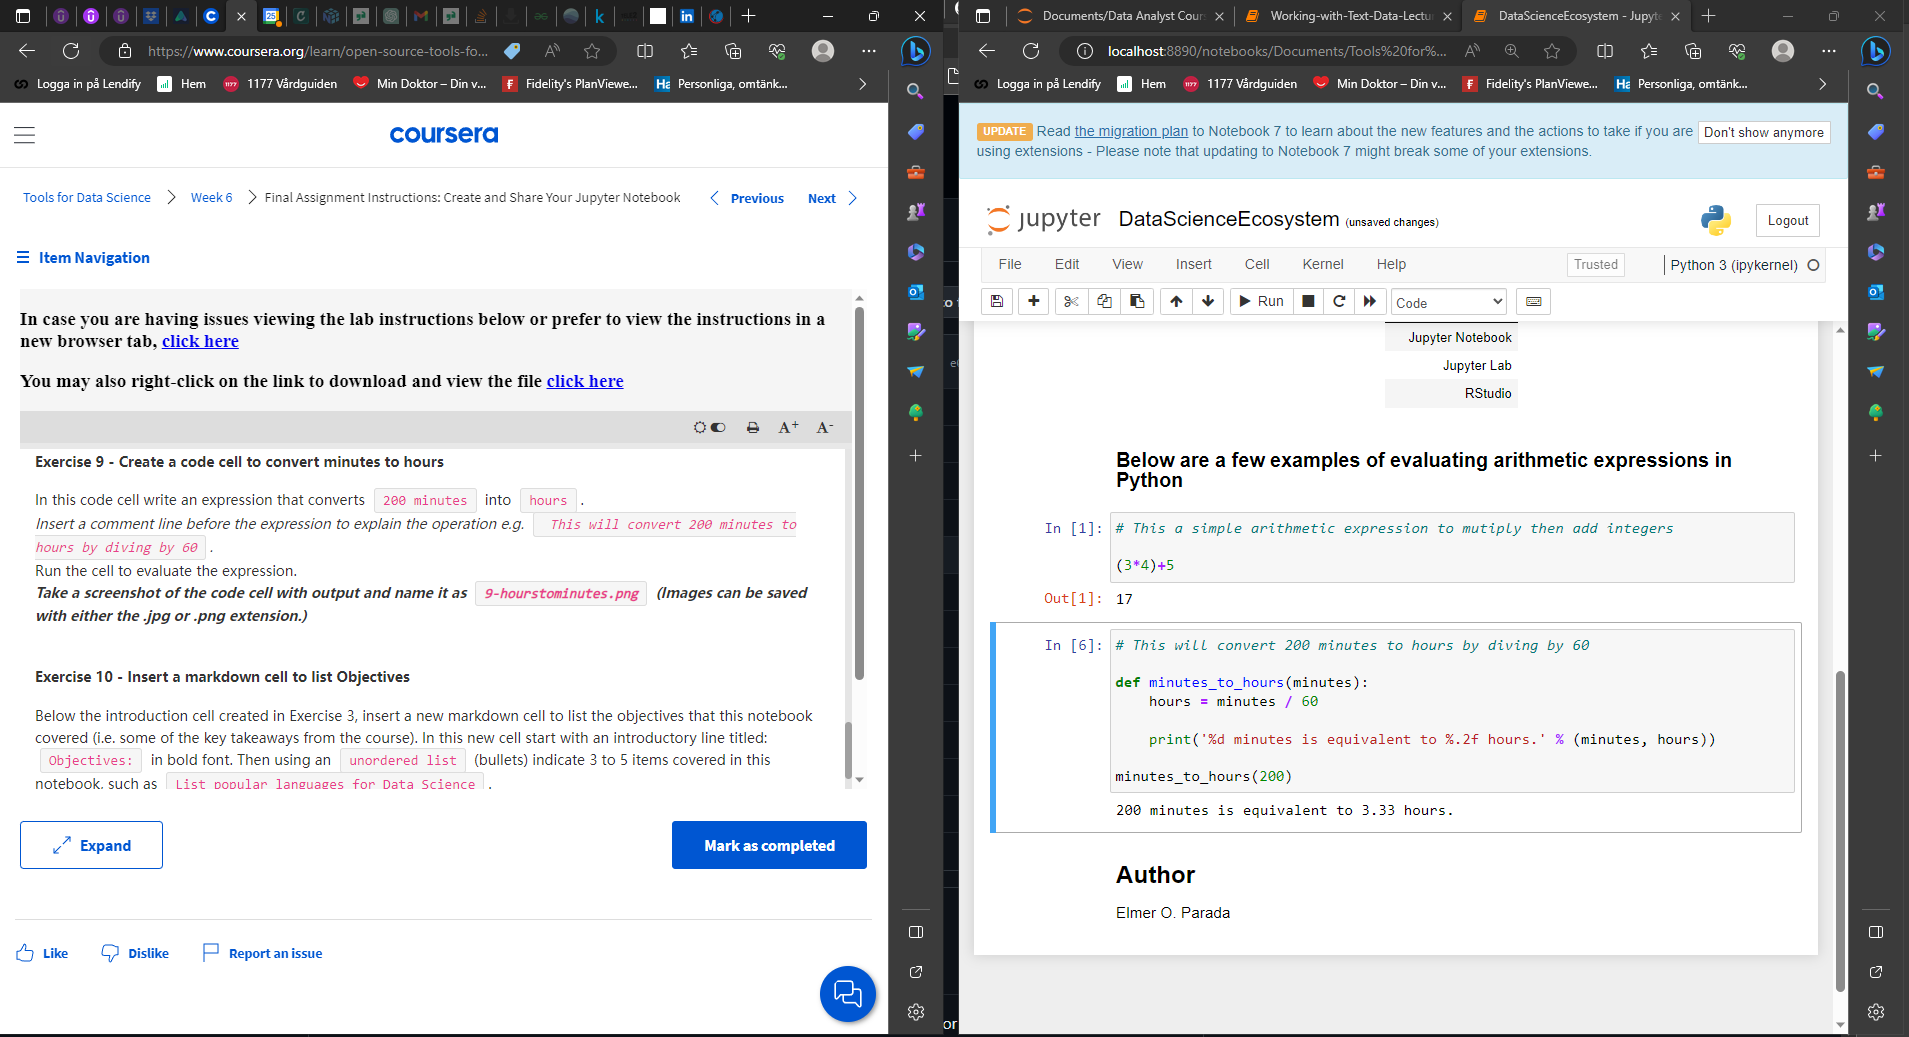 https://www.coursera.org/learn/open-source-tools-fo...
Logga in på Lendify
Hem
1177 Vårdguiden
Min Doktor – Din v...
Fidelity's PlanViewe...
Personliga, omtänk...
coursera
Tools for Data Science
Week 6
Final Assignment Instructions: Create and Share Your Jupyter Notebook
Previous
Next
Item Navigation
In case you are having issues viewing the lab instructions below or prefer to view the instructions in a
new browser tab, click here
You may also right-click on the link to download and view the file click here
A+
A-
Exercise 9 - Create a code cell to convert minutes to hours
In this code cell write an expression that converts 200 minutes into hours .
Insert a comment line before the expression to explain the operation e.g. This will convert 200 minutes to
hours by diving by 60 .
Run the cell to evaluate the expression.
Take a screenshot of the code cell with output and name it as 9-hourstominutes.png (Images can be saved
with either the .jpg or .png extension.)
Exercise 10 - Insert a markdown cell to list Objectives
Below the introduction cell created in Exercise 3, insert a new markdown cell to list the objectives that this notebook
covered (i.e. some of the key takeaways from the course). In this new cell start with an introductory line titled:
Objectives: in bold font. Then using an unordered list (bullets) indicate 3 to 5 items covered in this
notebook, such as List popular languages for Data Science .
Expand
Mark as completed
Like
Dislike
Report an issue
Documents/Data Analyst Cour
Working-with-Text-Data-Lectu
DataScienceEcosystem - Jupyte
localhost:8890/notebooks/Documents/Tools%20for%...
Logga in på Lendify
Hem
1177 Vårdguiden
Min Doktor – Din v...
Fidelity's PlanViewe...
Personliga, omtänk...
UPDATE Read the migration plan to Notebook 7 to learn about the new features and the actions to take if you are
using extensions - Please note that updating to Notebook 7 might break some of your extensions.
Don't show anymore
jupyter DataScienceEcosystem (unsaved changes)
Logout
File
Edit
View
Insert
Cell
Kernel
Help
Trusted
Python 3 (ipykernel)
Run
Code
Jupyter Notebook
Jupyter Lab
RStudio
Below are a few examples of evaluating arithmetic expressions in
Python
In [1]: # This a simple arithmetic expression to mutiply then add integers
(3*4)+5
Out[1]: 17
In [6]: # This will convert 200 minutes to hours by diving by 60
def minutes_to_hours(minutes):
hours = minutes / 60
print('%d minutes is equivalent to %.2f hours.' % (minutes, hours))
minutes_to_hours(200)
200 minutes is equivalent to 3.33 hours.
Author
Elmer O. Parada